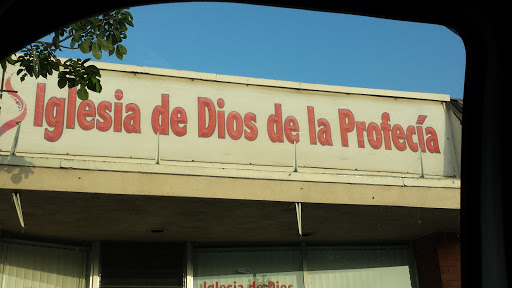 Iglesia de Dios de la Profecía
Iglesia de Dios